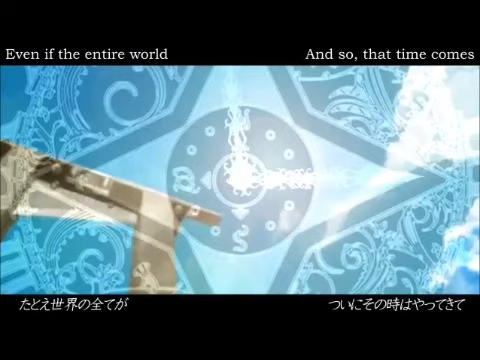 Even if the entire world
And so, that time comes
たとえ世界の全てが
ついにその時はやってきて